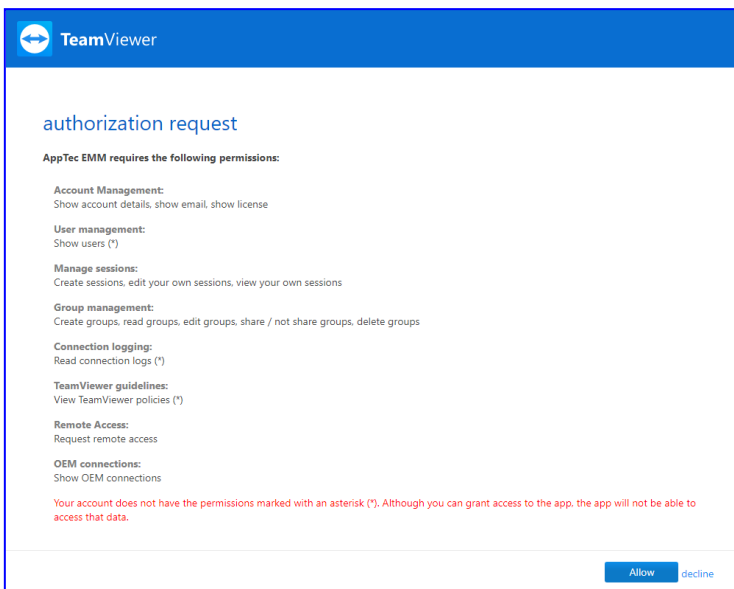 TeamViewer
authorization request
AppTec EMM requires the following permissions:
Account Management:
Show account details, show email, show license
User management:
Show users (*)
Manage sessions:
Create sessions, edit your own sessions, view your own sessions
Group management:
Create groups, read groups, edit groups, share / not share groups, delete groups
Connection logging:
Read connection logs (*)
TeamViewer guidelines:
View TeamViewer policies (*)
Remote Access:
Request remote access
OEM connections:
Show OEM connections
Your account does not have the permissions marked with an asterisk (*). Although you can grant access to the app, the app will not be able to
access that data.
Allow decline